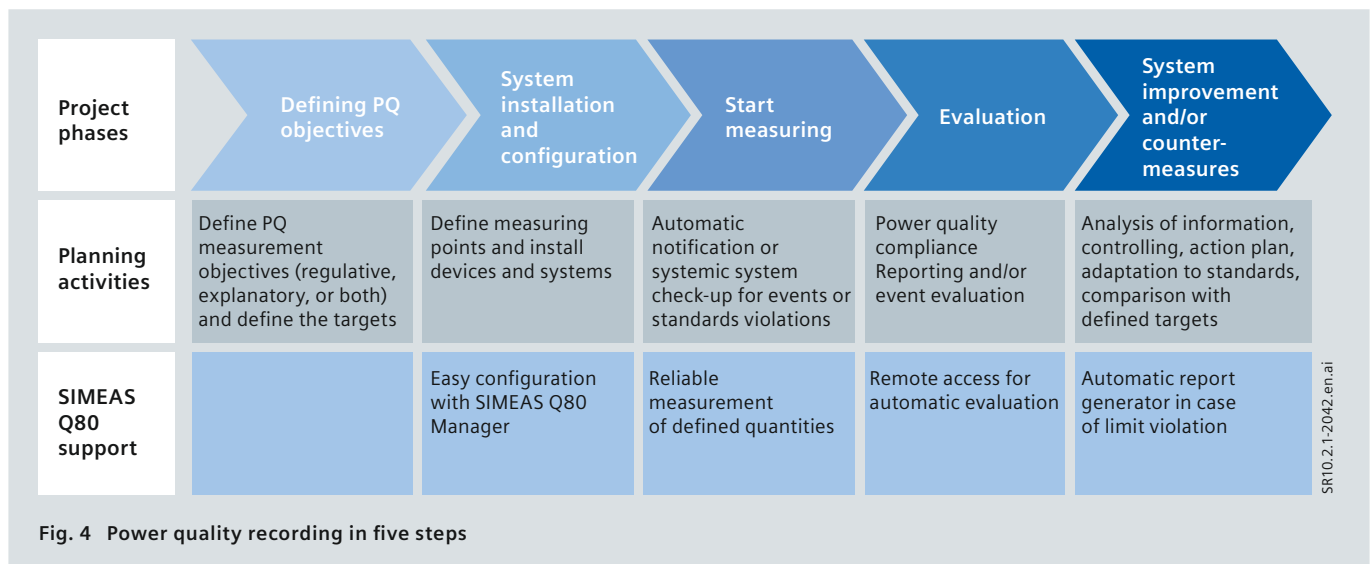 Project
phases
Defining PQ
objectives
System
installation
and
configuration
Start
measuring
Evaluation
System
improvement
and/or
counter-
measures
Planning
activities
Define PQ
measurement
objectives (regulative,
explanatory, or both)
and define the targets
Define measuring
points and install
devices and systems
Automatic
notification or
systemic system
check-up for events or
standards violations
Power quality
compliance
Reporting and/or
event evaluation
Analysis of information,
controlling, action plan,
adaptation to standards,
comparison with
defined targets
SIMEAS
Q80
support
Easy configuration
with SIMEAS Q80
Manager
Reliable
measurement
of defined quantities
Remote access for
automatic evaluation
Automatic report
generator in case
of limit violation
SR10.2.1-2042.en.ai
Fig. 4 Power quality recording in five steps